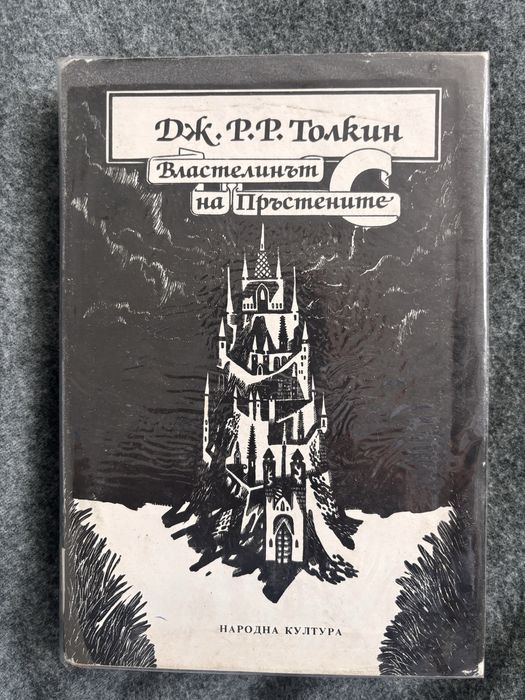 Дж. Р. Р. Толкин
Властелинът
на Пръстените
НАРОДНА КУЛТУРА